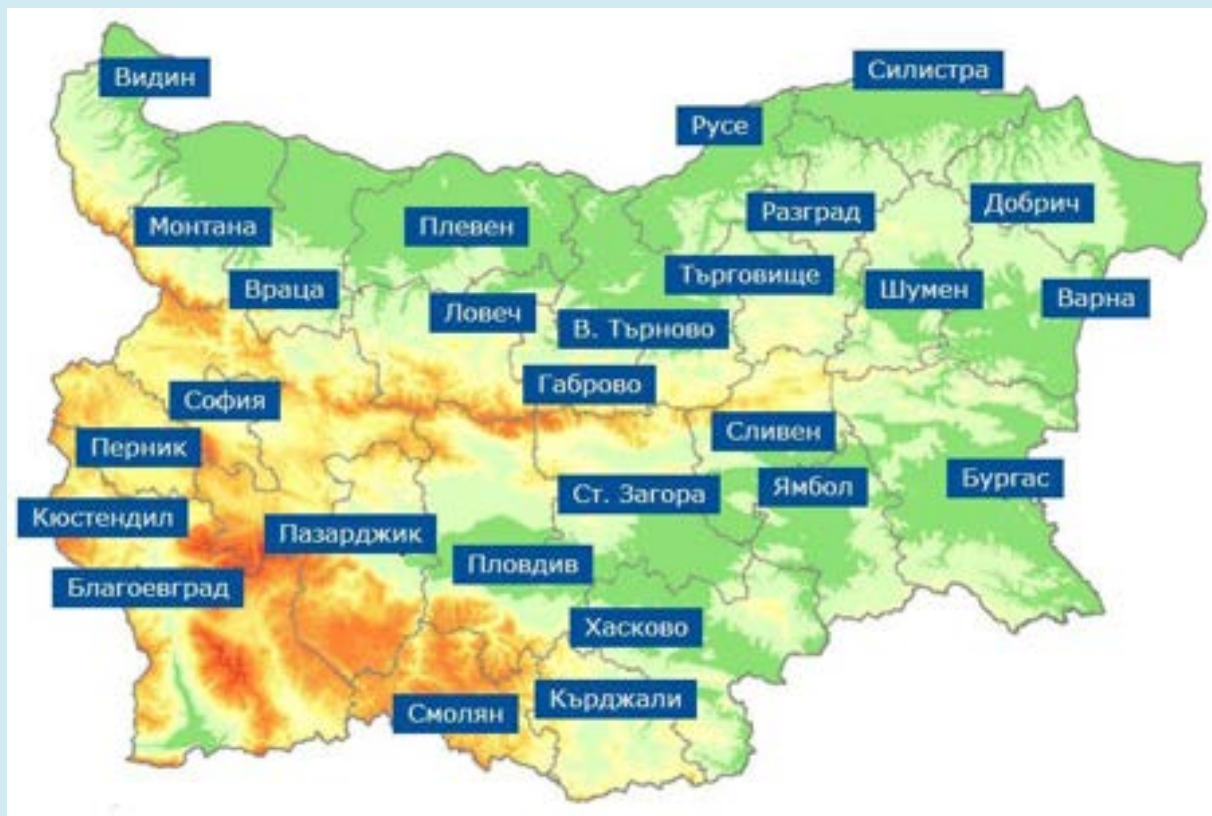 Видин
Силистра
Русе
Монтана
Плевен
Разград
Добрич
Враца
Ловеч
Търговище
Шумен
Варна
В. Търново
Габрово
София
Сливен
Перник
Ст. Загора
Ямбол
Бургас
Кюстендил
Пазарджик
Пловдив
Благоевград
Хасково
Смолян
Кърджали